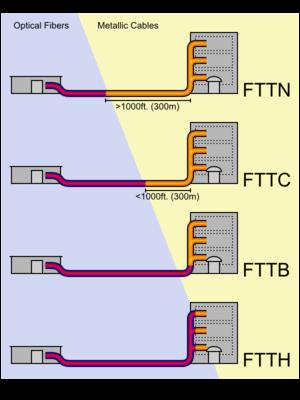 Optical Fibers
Metallic Cables
FTTN
>1000ft. (300m)
FTTC
<1000ft. (300m)
FTTB
FTTH